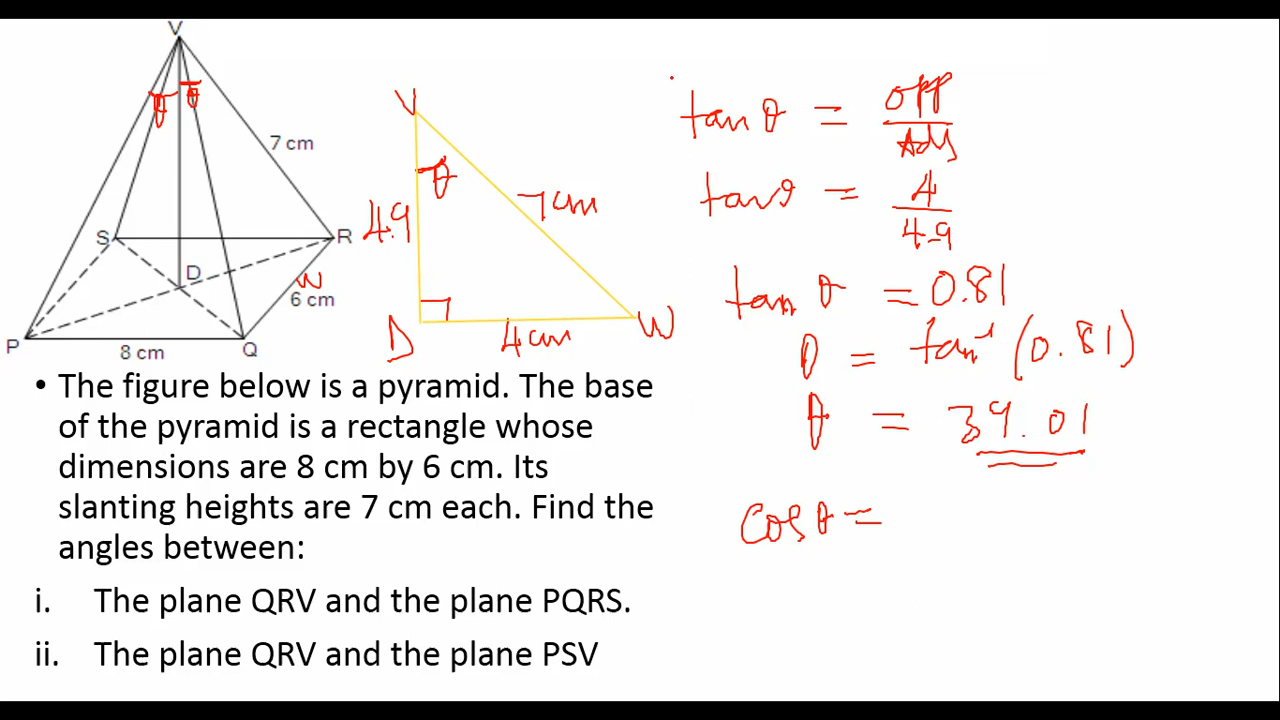 V
θ θ
7 cm
S
R
D
W
6 cm
P
Q
8 cm
V
θ
4.9
7cm
D
4cm
W
tan θ = opp/Adj
tan θ = 4/4.9
tan θ = 0.81
θ = tan⁻¹ (0.81)
θ = 39.01
cos θ =
• The figure below is a pyramid. The base
of the pyramid is a rectangle whose
dimensions are 8 cm by 6 cm. Its
slanting heights are 7 cm each. Find the
angles between:
i. The plane QRV and the plane PQRS.
ii. The plane QRV and the plane PSV